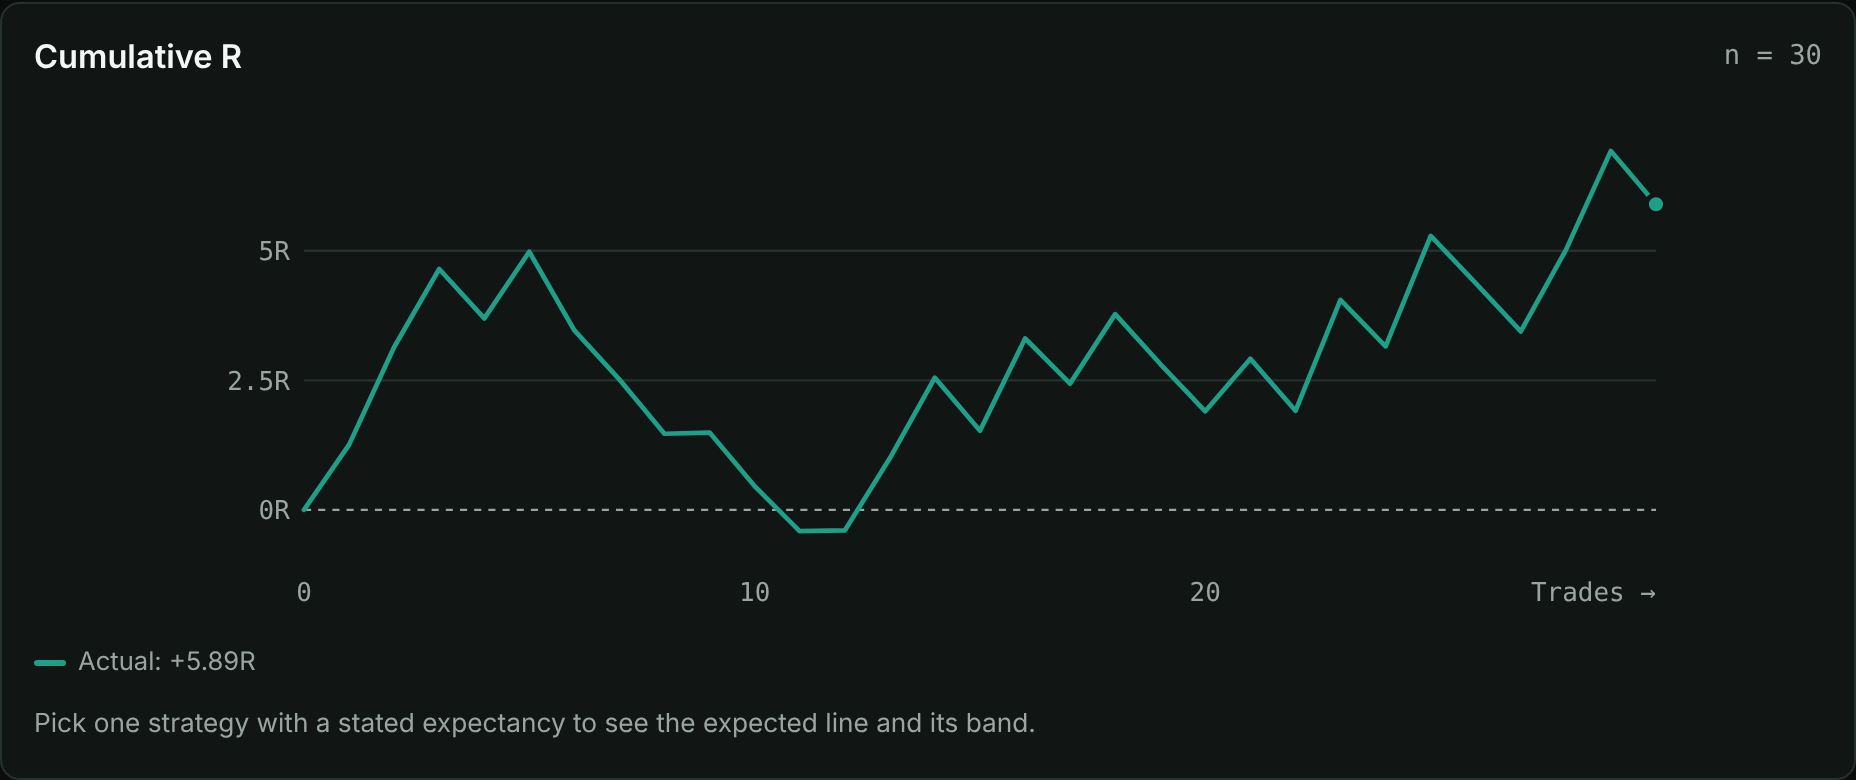 Cumulative R
n = 30
5R
2.5R
0R
0 10 20 Trades →
Actual: +5.89R
Pick one strategy with a stated expectancy to see the expected line and its band.